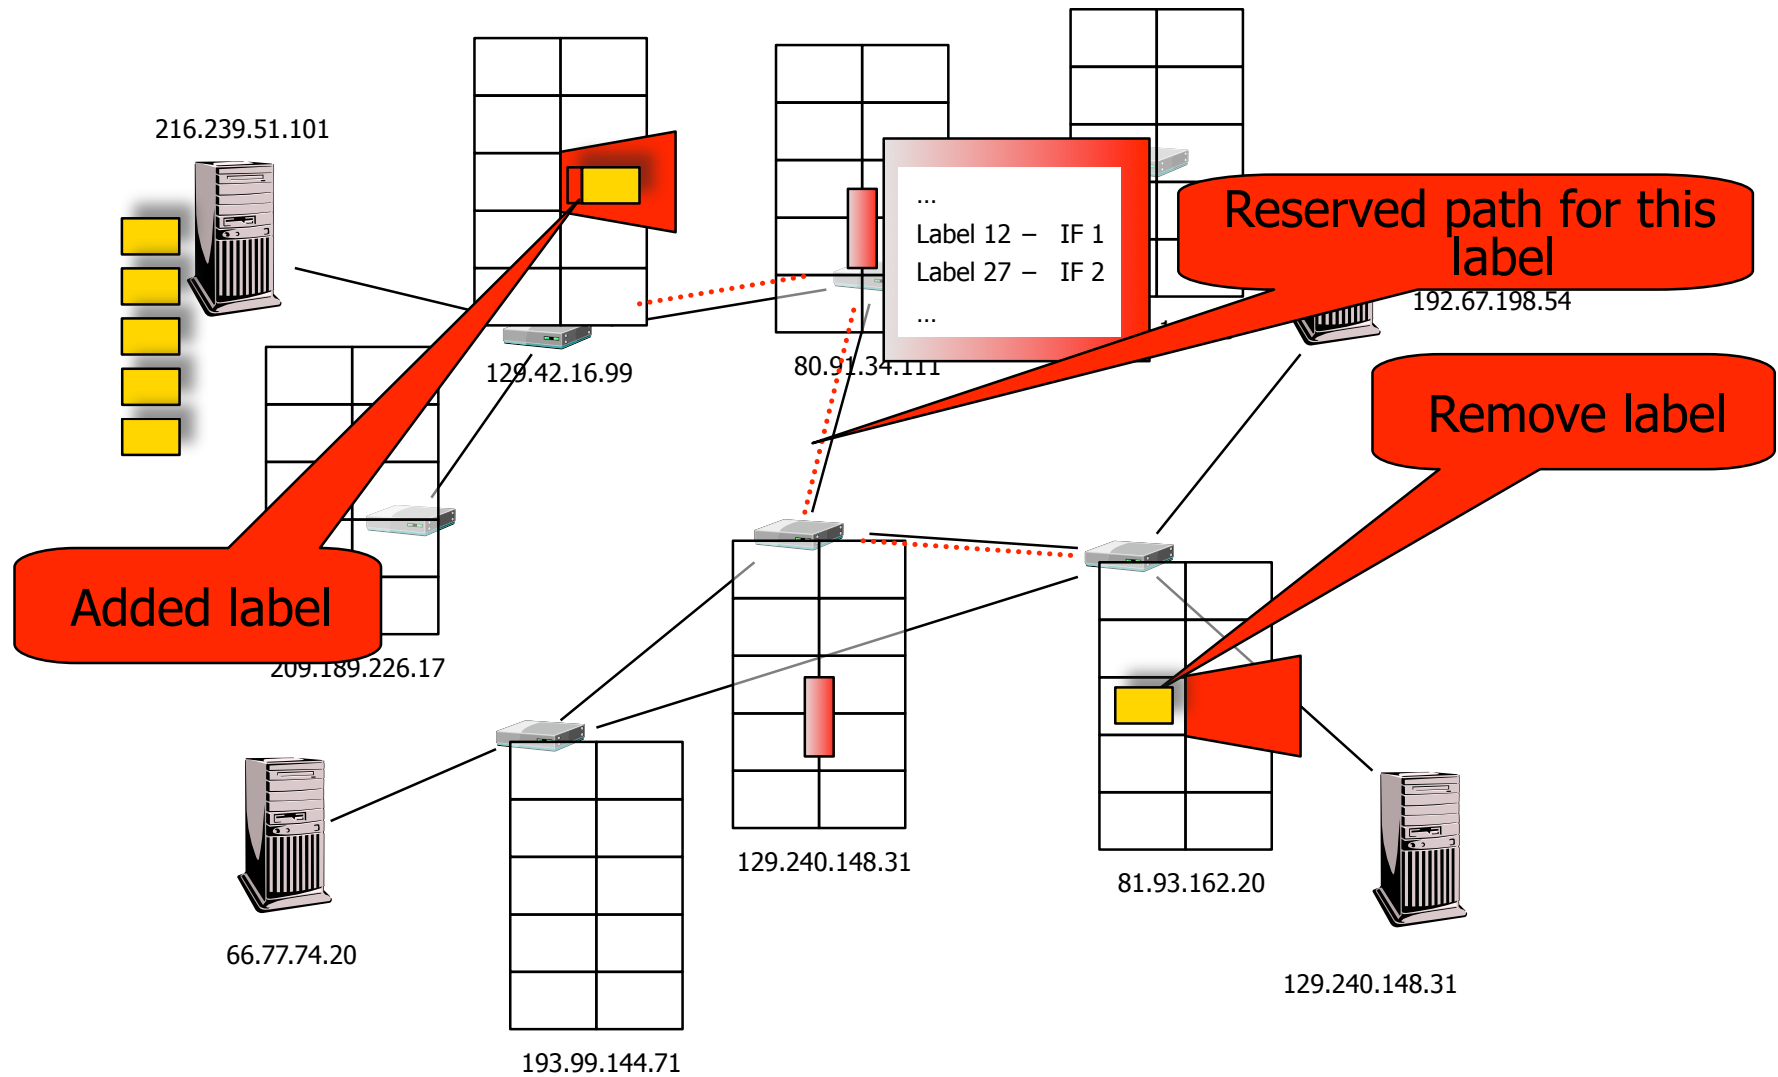 216.239.51.101
…
Label 12 – IF 1
Label 27 – IF 2
…
Reserved path for this
label
192.67.198.54
129.42.16.99
80.91.34.111
Remove label
Added label
209.189.226.17
129.240.148.31
81.93.162.20
66.77.74.20
129.240.148.31
193.99.144.71